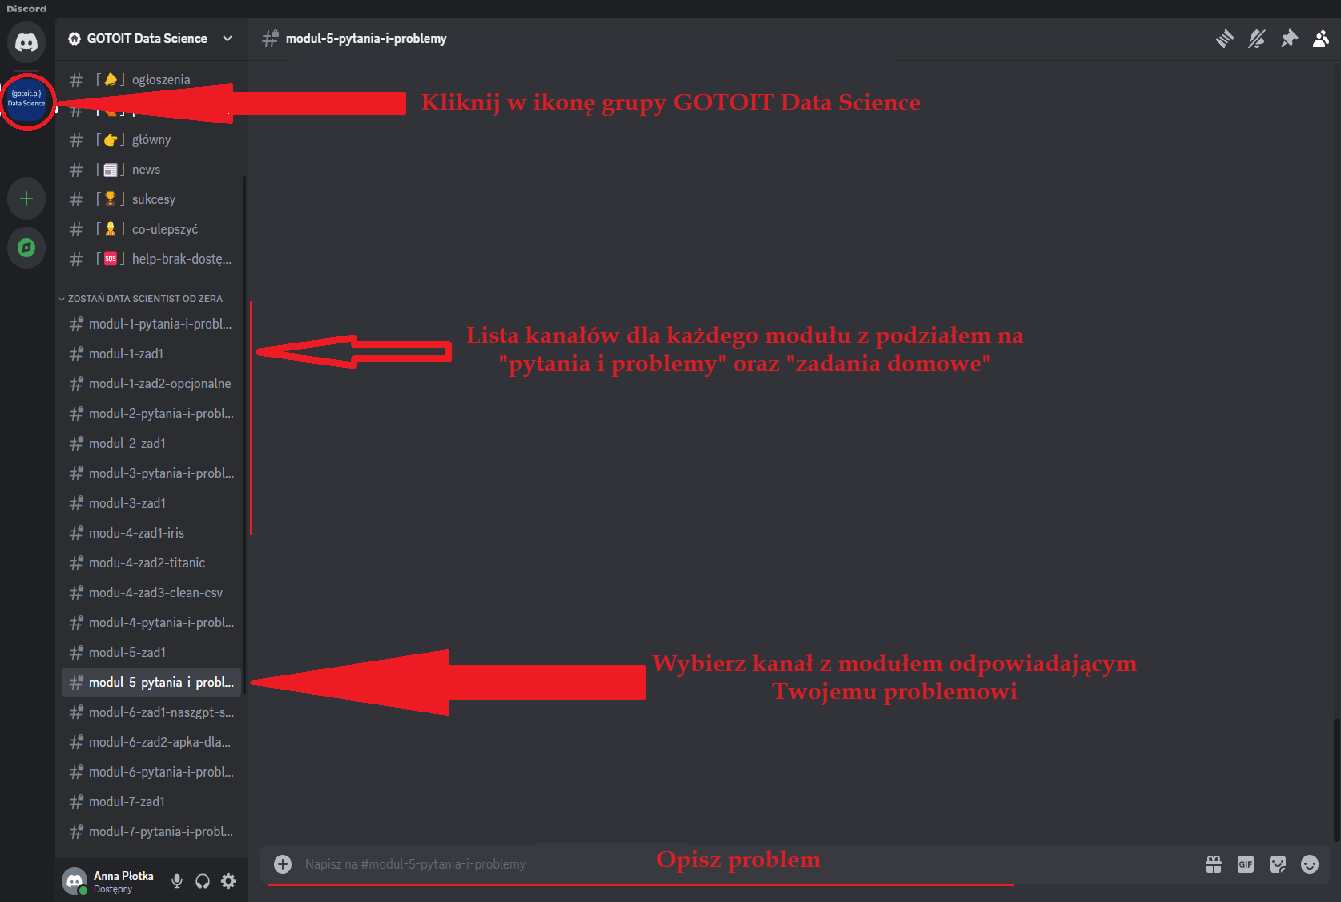 Discord
GOTOIT Data Science
modul-5-pytania-i-problemy
{gotoit.pl}
Data Science
ogłoszenia
Kliknij w ikonę grupy GOTOIT Data Science
główny
news
sukcesy
co-ulepszyć
SOS help-brak-dostę...
ZOSTAŃ DATA SCIENTIST OD ZERA
modul-1-pytania-i-probl...
modul-1-zad1
Lista kanałów dla każdego modułu z podziałem na
"pytania i problemy" oraz "zadania domowe"
modul-1-zad2-opcjonalne
modul-2-pytania-i-probl...
modul-2-zad1
modul-3-pytania-i-probl...
modul-3-zad1
modu-4-zad1-iris
modu-4-zad2-titanic
modu-4-zad3-clean-csv
modul-4-pytania-i-probl...
modul-5-zad1
modul-5-pytania-i-probl...
Wybierz kanał z modułem odpowiadającym
Twojemu problemowi
modul-6-zad1-naszgpt-s...
modul-6-zad2-apka-dla...
modul-6-pytania-i-probl...
modul-7-zad1
modul-7-pytania-i-probl...
Napisz na #modul-5-pytania-i-problemy
Opisz problem
GIF
Anna Płotka
Dostępny